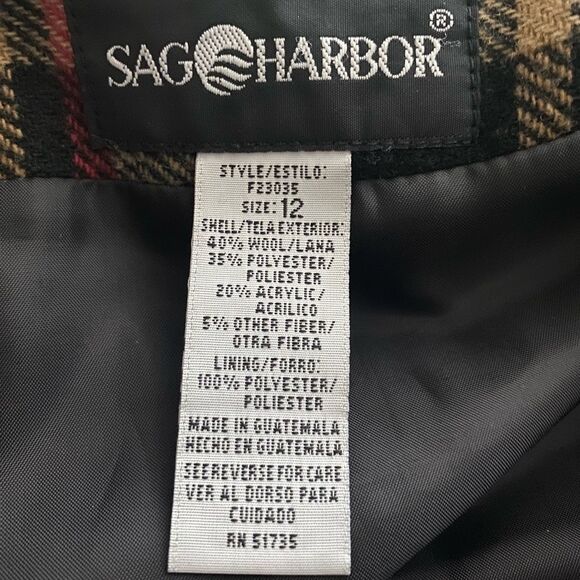 SAG HARBOR®
STYLE/ESTILO:
F23035
SIZE: 12
SHELL/TELA EXTERIOR:
40% WOOL/LANA
35% POLYESTER/
POLIESTER
20% ACRYLIC/
ACRILICO
5% OTHER FIBER/
OTRA FIBRA
LINING/FORRO:
100% POLYESTER/
POLIESTER
MADE IN GUATEMALA
HECHO EN GUATEMALA
SEE REVERSE FOR CARE
VER AL DORSO PARA
CUIDADO
RN 51735